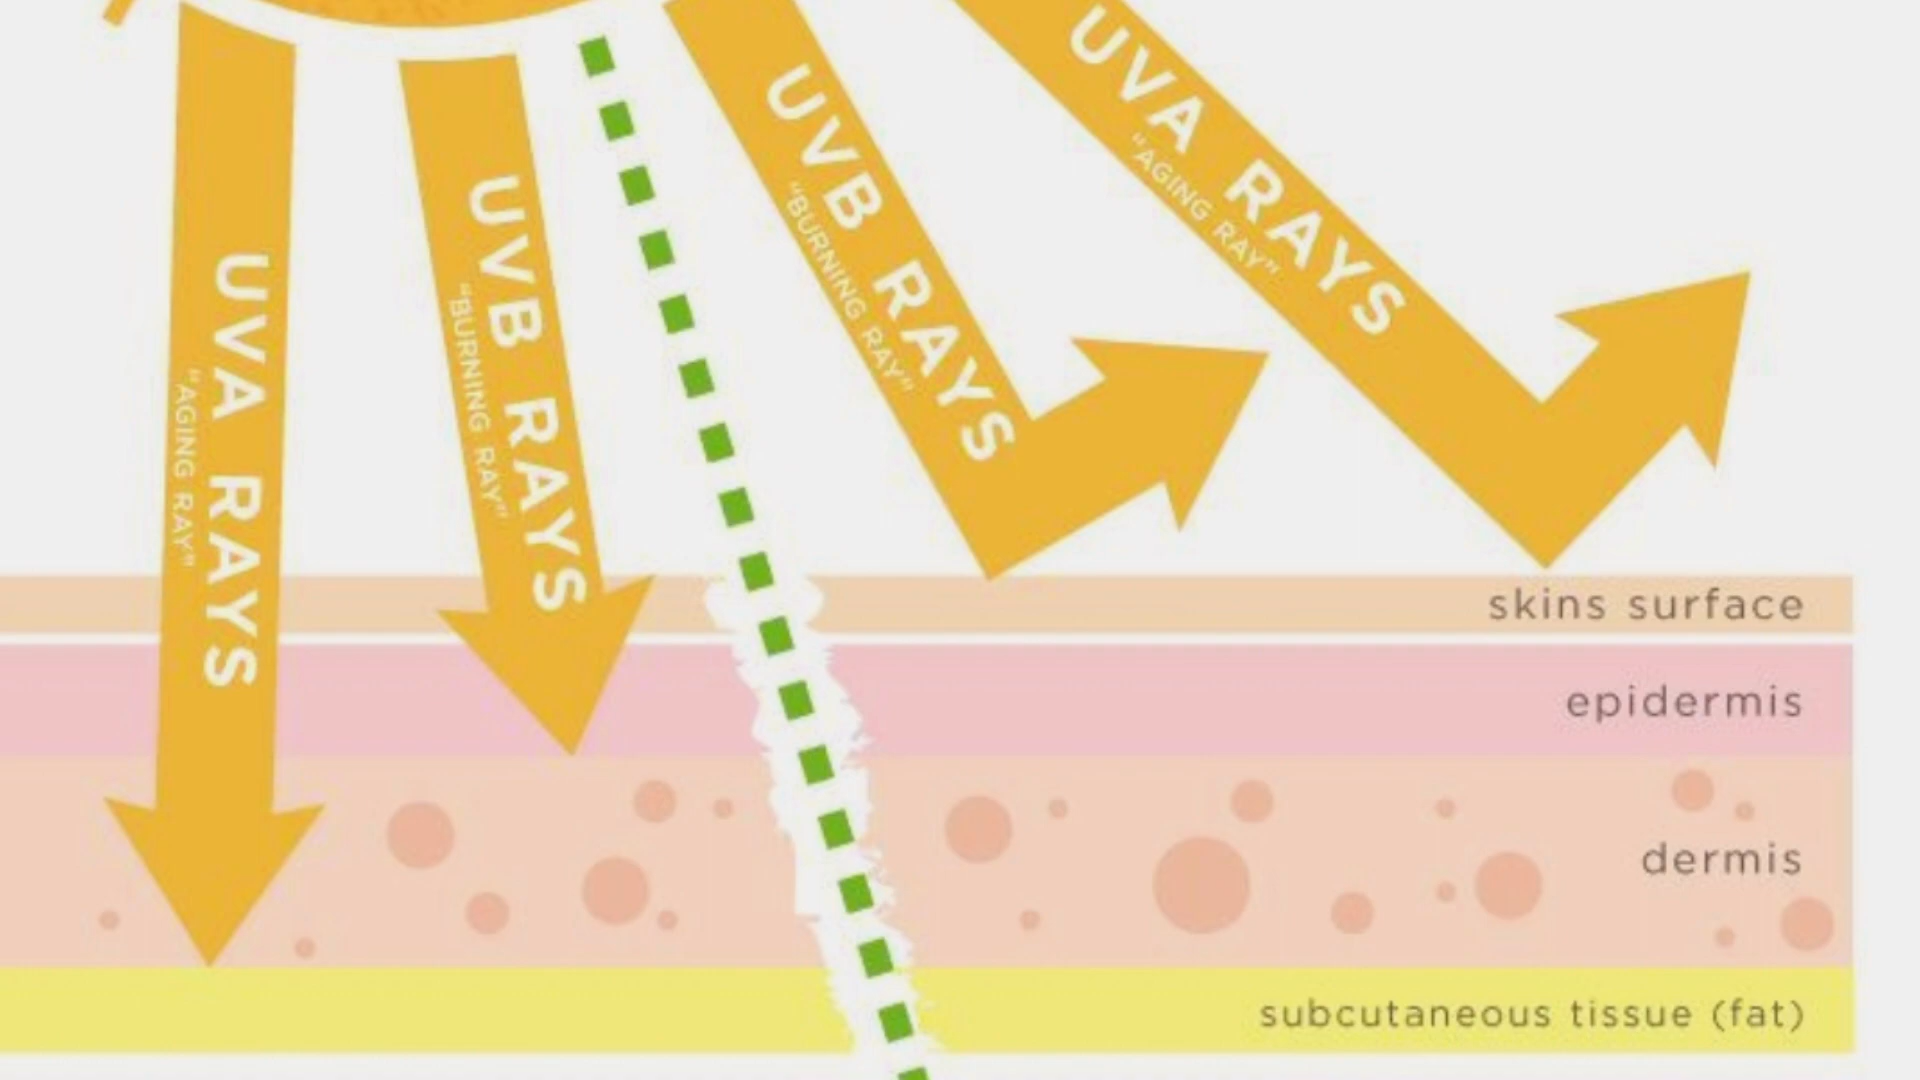 UVA RAYS
“AGING RAY”
UVB RAYS
“BURNING RAY”
UVB RAYS
“BURNING RAY”
UVA RAYS
“AGING RAY”
skins surface
epidermis
dermis
subcutaneous tissue (fat)